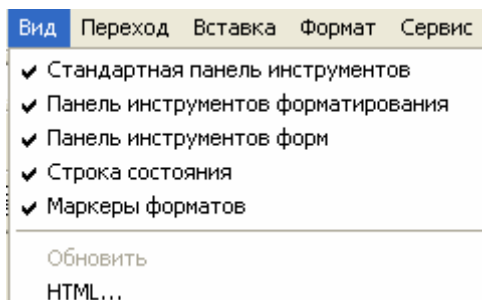 Вид Переход Вставка Формат Сервис
Стандартная панель инструментов
Панель инструментов форматирования
Панель инструментов форм
Строка состояния
Маркеры форматов
Обновить
HTML...